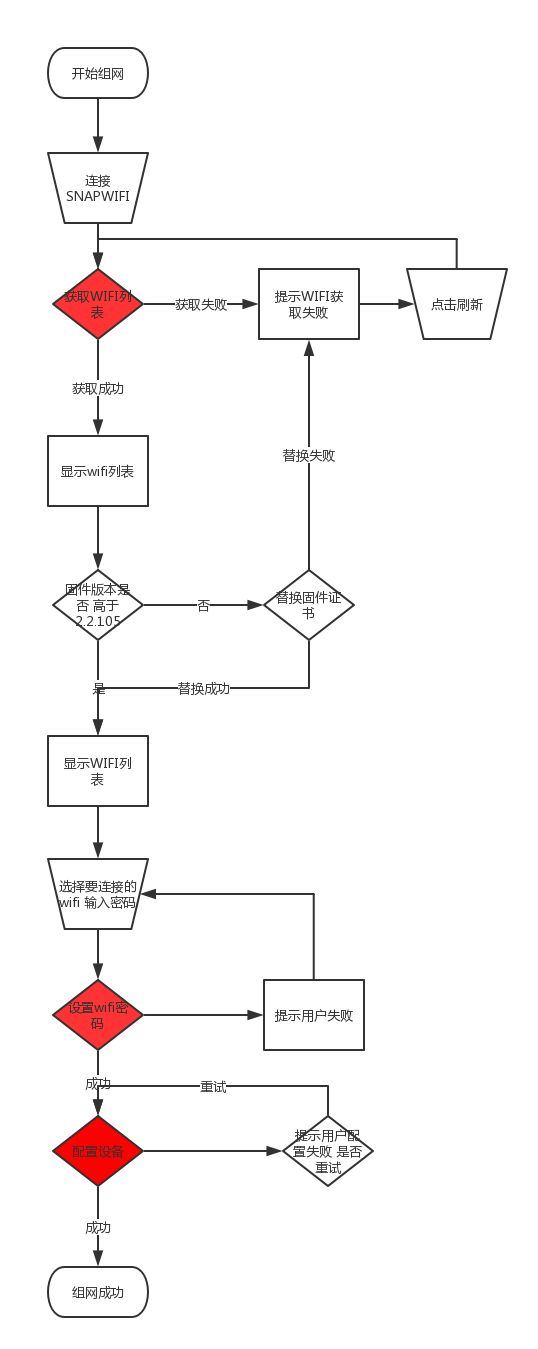 开始组网
连接
SNAPWIFI
获取WIFI列
表
获取失败
提示WIFI获
取失败
点击刷新
获取成功
显示wifi列表
替换失败
固件版本是
否 高于
2.2.105
否
替换固件证
书
是
替换成功
显示WIFI列
表
选择要连接的
wifi 输入密码
设置wifi密
码
提示用户失败
成功
重试
配置设备
提示用户配
置失败 是否
重试
成功
组网成功